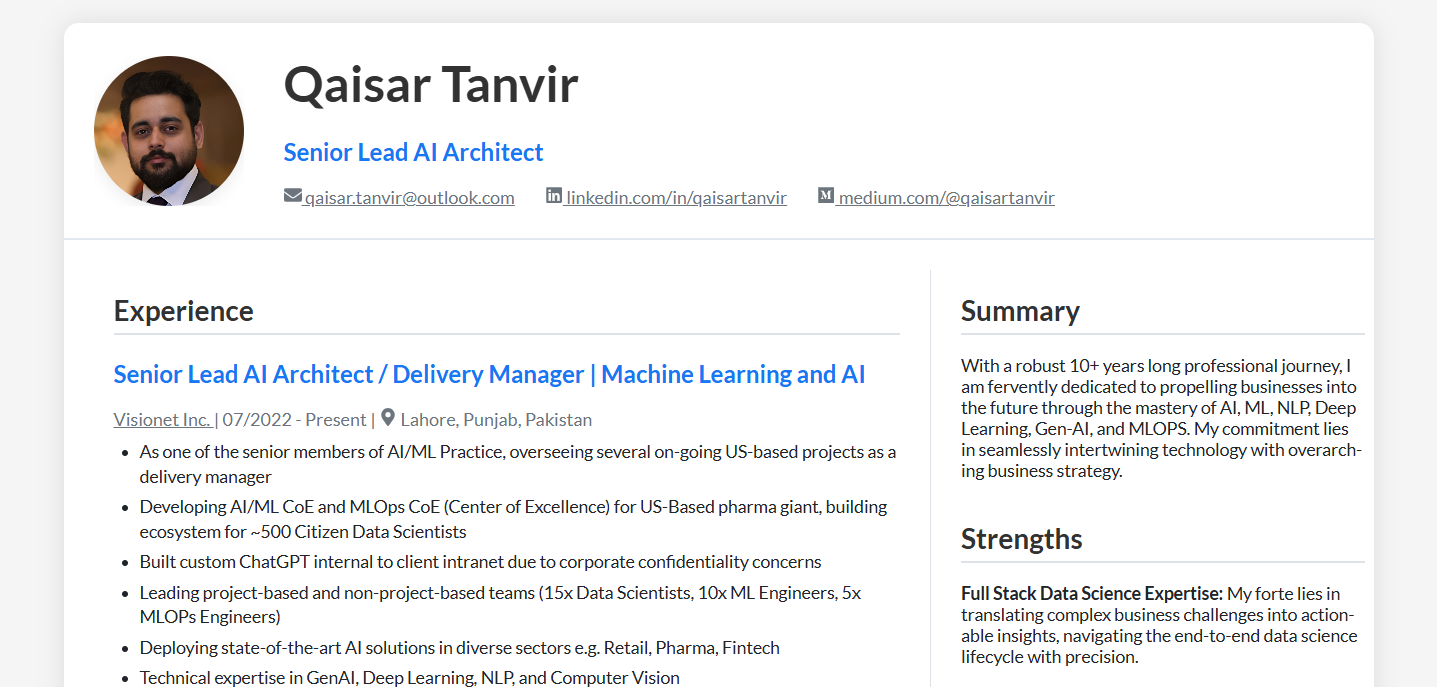 Qaisar Tanvir
Senior Lead AI Architect
qaisar.tanvir@outlook.com linkedin.com/in/qaisartanvir medium.com/@qaisartanvir
Experience
Senior Lead AI Architect / Delivery Manager | Machine Learning and AI
Visionet Inc. | 07/2022 - Present | Lahore, Punjab, Pakistan
• As one of the senior members of AI/ML Practice, overseeing several on-going US-based projects as a
delivery manager
• Developing AI/ML CoE and MLOps CoE (Center of Excellence) for US-Based pharma giant, building
ecosystem for ~500 Citizen Data Scientists
• Built custom ChatGPT internal to client intranet due to corporate confidentiality concerns
• Leading project-based and non-project-based teams (15x Data Scientists, 10x ML Engineers, 5x
MLOPs Engineers)
• Deploying state-of-the-art AI solutions in diverse sectors e.g. Retail, Pharma, Fintech
• Technical expertise in GenAI, Deep Learning, NLP, and Computer Vision
Summary
With a robust 10+ years long professional journey, I
am fervently dedicated to propelling businesses into
the future through the mastery of AI, ML, NLP, Deep
Learning, Gen-AI, and MLOPS. My commitment lies
in seamlessly intertwining technology with overarch-
ing business strategy.
Strengths
Full Stack Data Science Expertise: My forte lies in
translating complex business challenges into action-
able insights, navigating the end-to-end data science
lifecycle with precision.